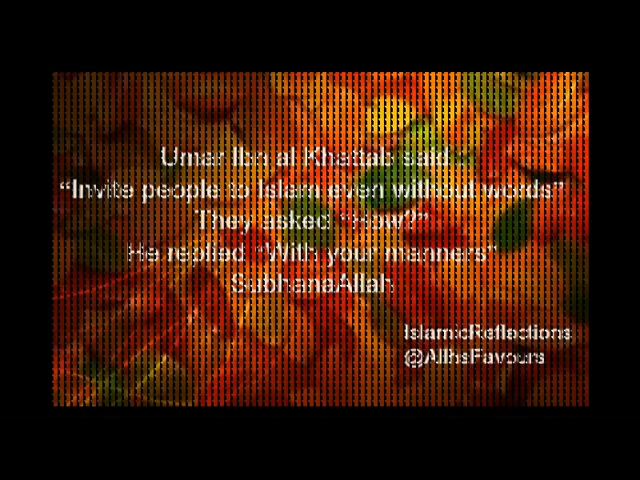 Umar Ibn al Khattab said
“Invite people to Islam even without words”
They asked “How?”
He replied “With your manners”
SubhanaAllah
IslamicReflections
@AllhsFavours